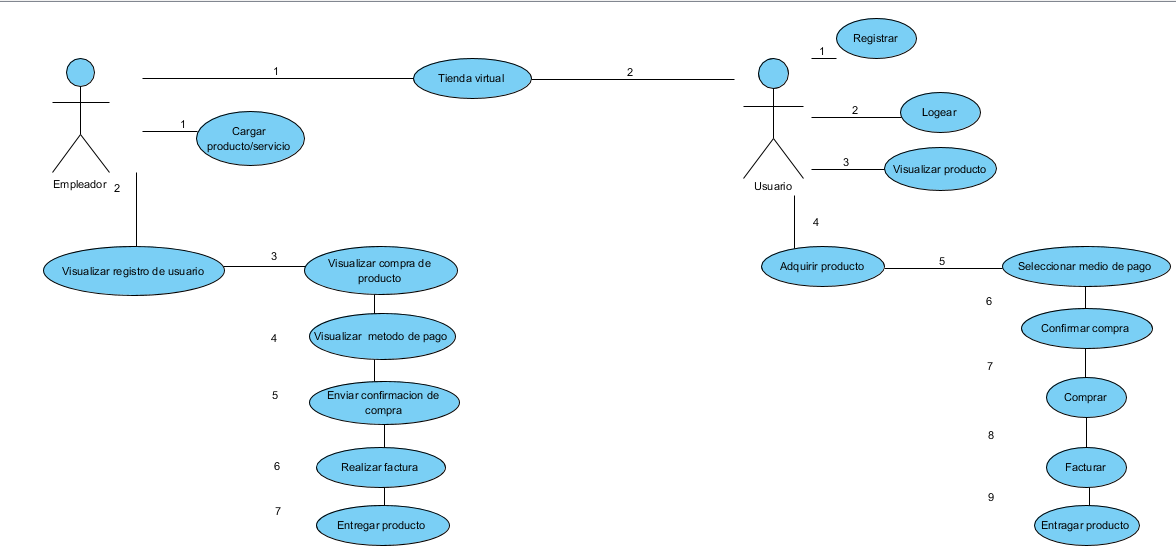 Registrar
1
1
Tienda virtual
2
Logear
2
1
Cargar
producto/servicio
3
Visualizar producto
Empleador
2
Usuario
4
Visualizar registro de usuario
3
Visualizar compra de
producto
Adquirir producto
5
Seleccionar medio de pago
6
4
Visualizar metodo de pago
Confirmar compra
7
5
Enviar confirmacion de
compra
Comprar
8
6
Realizar factura
Facturar
9
7
Entregar producto
Entragar producto